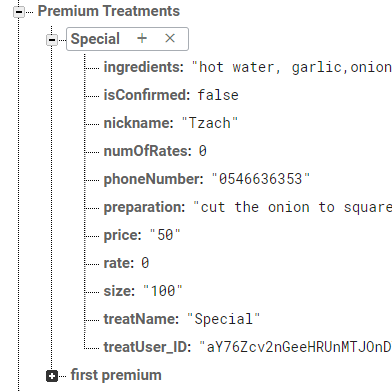 Premium Treatments
Special + ×
ingredients: "hot water, garlic,onion
isConfirmed: false
nickname: "Tzach"
numOfRates: 0
phoneNumber: "0546636353"
preparation: "cut the onion to square
price: "50"
rate: 0
size: "100"
treatName: "Special"
treatUser_ID: "aY76Zcv2nGeeHRUnMTJOnD
first premium